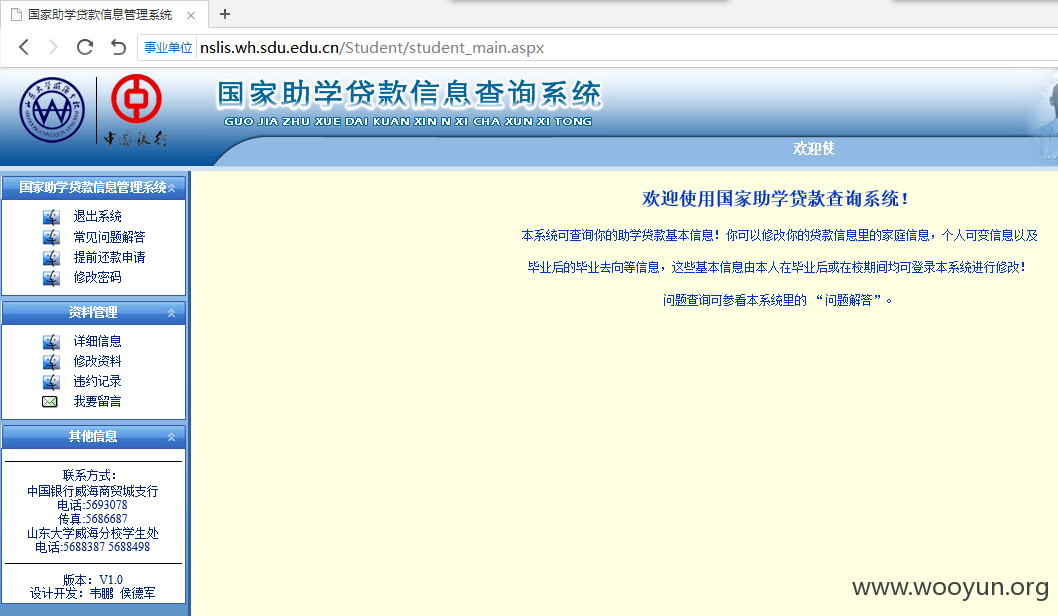 国家助学贷款信息管理系统
事业单位 nslis.wh.sdu.edu.cn/Student/student_main.aspx
中国银行
国家助学贷款信息查询系统
GUO JIA ZHU XUE DAI KUAN XIN N XI CHA XUN XI TONG
欢迎使
国家助学贷款信息管理系统
退出系统
常见问题解答
提前还款申请
修改密码
资料管理
详细信息
修改资料
违约记录
我要留言
其他信息
联系方式:
中国银行威海商贸城支行
电话:5693078
传真:5686687
山东大学威海分校学生处
电话:5688387 5688498
版本: V1.0
设计开发: 韦鹏 侯德军
欢迎使用国家助学贷款查询系统!
本系统可查询你的助学贷款基本信息!你可以修改你的贷款信息里的家庭信息,个人可变信息以及
毕业后的毕业去向等信息,这些基本信息由本人在毕业后或在校期间均可登录本系统进行修改!
问题查询可参看本系统里的 “问题解答”。
www.wooyun.org